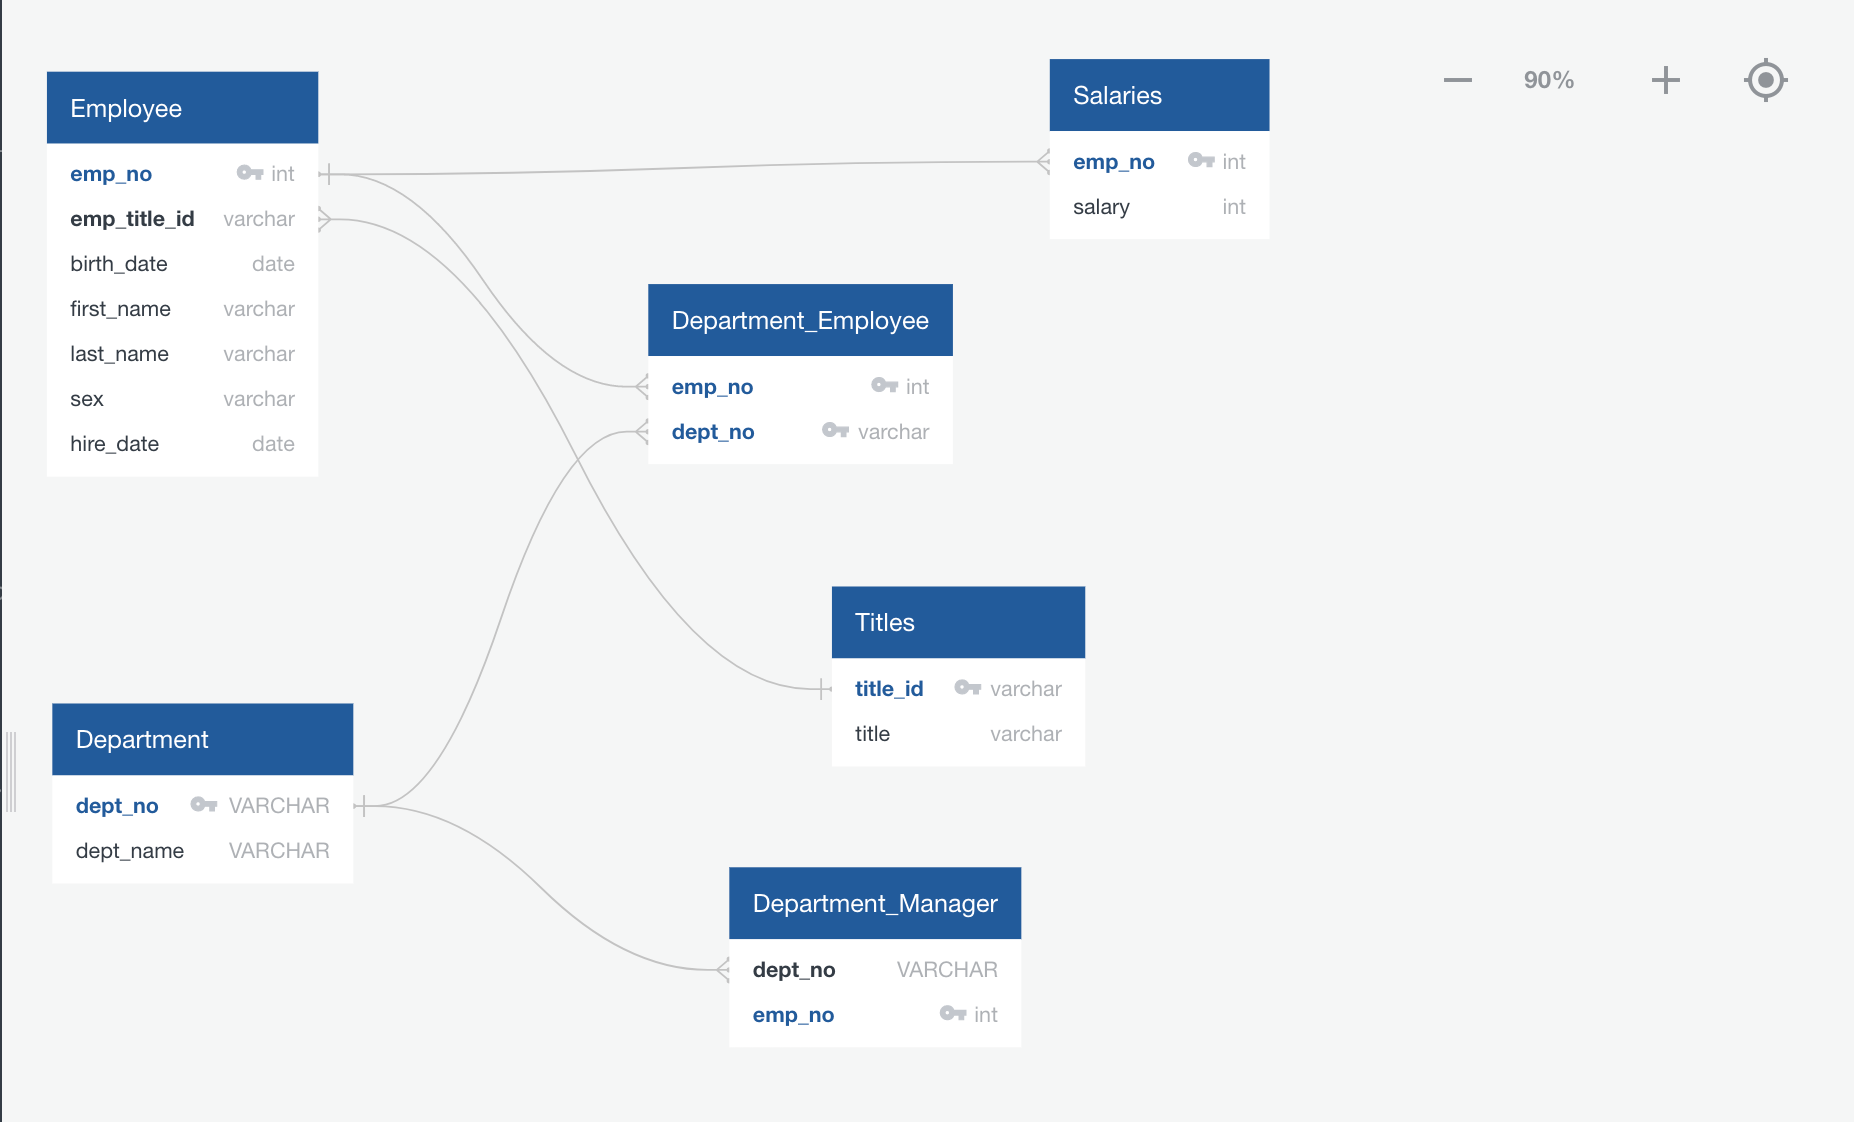 Employee
emp_no int
emp_title_id varchar
birth_date date
first_name varchar
last_name varchar
sex varchar
hire_date date
Salaries
emp_no int
salary int
90%
Department_Employee
emp_no int
dept_no varchar
Titles
title_id varchar
title varchar
Department
dept_no VARCHAR
dept_name VARCHAR
Department_Manager
dept_no VARCHAR
emp_no int